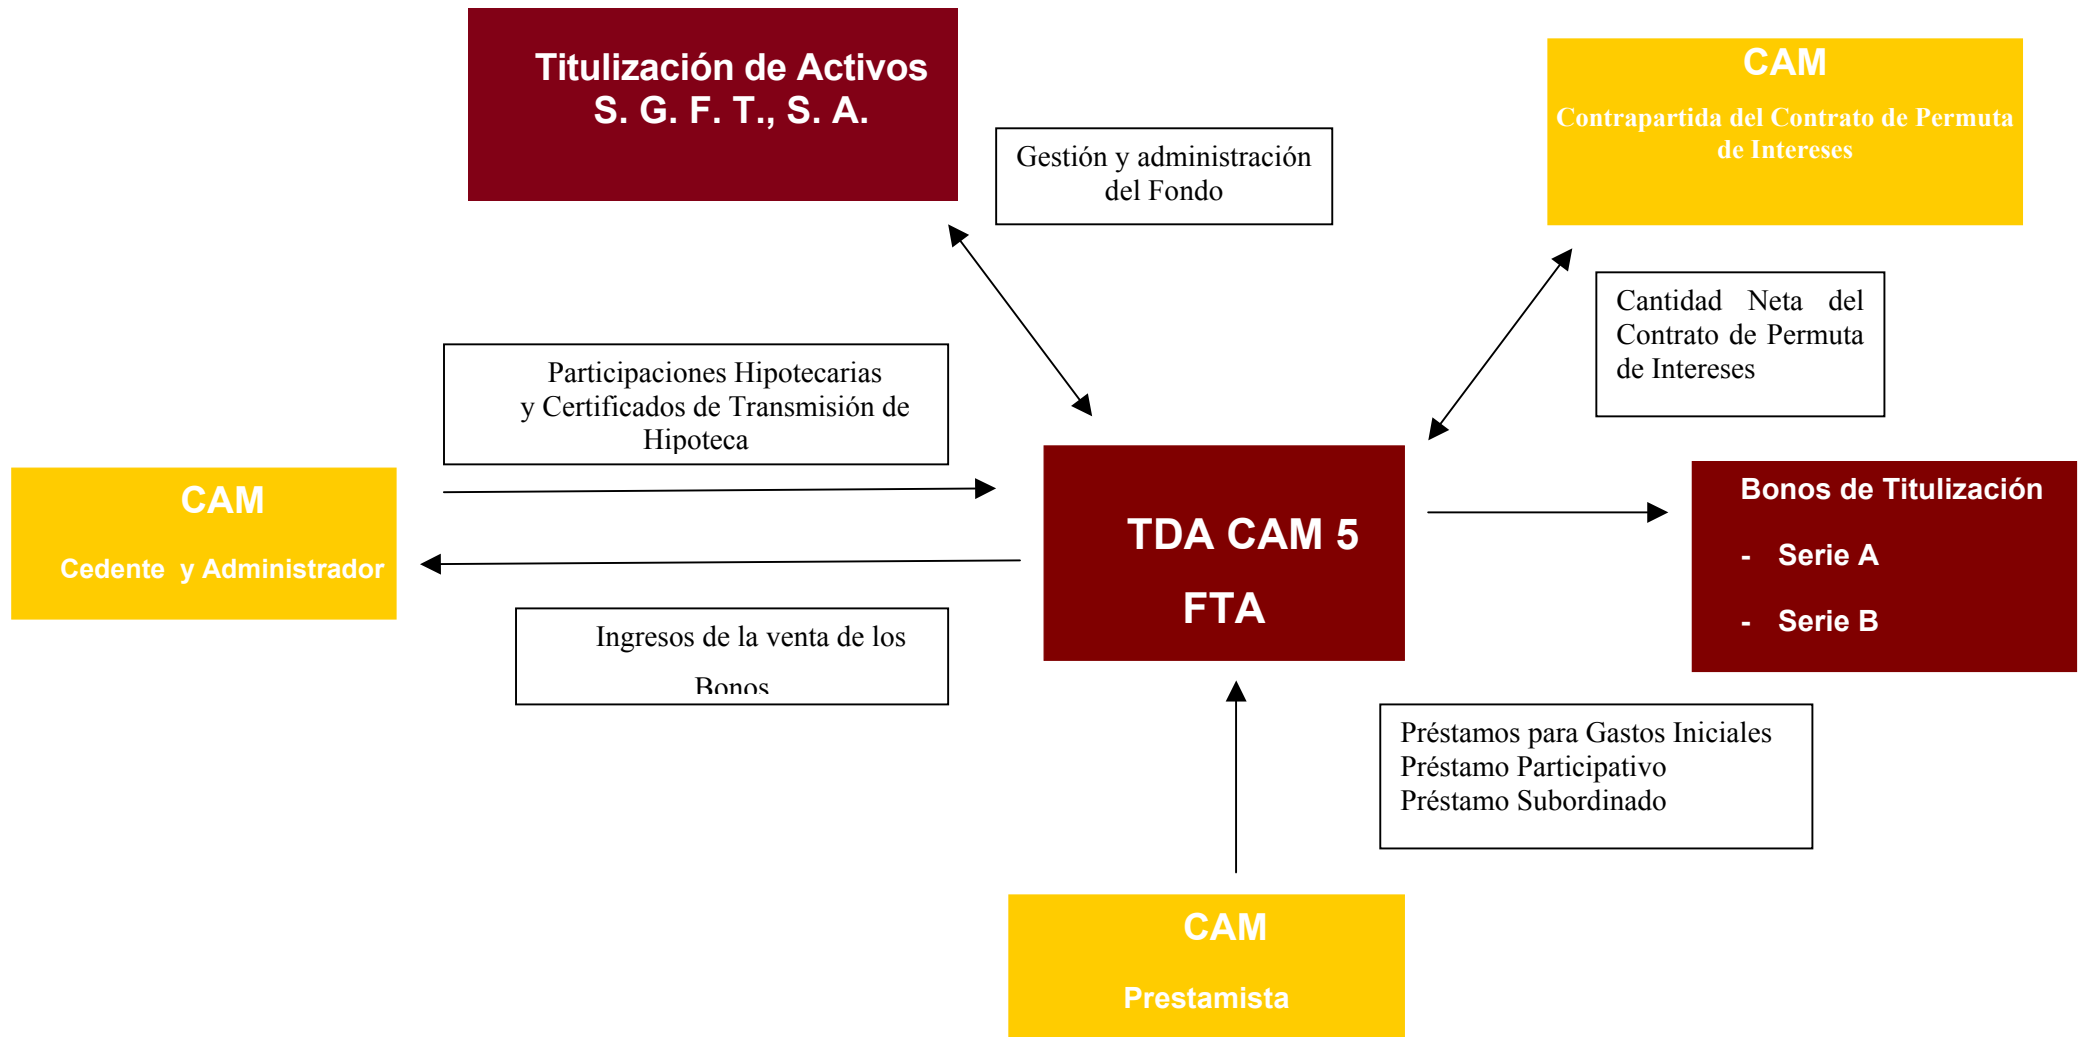 Titulización de Activos
S. G. F. T., S. A.
CAM
Contrapartida del Contrato de Permuta
de Intereses
Gestión y administración
del Fondo
Cantidad Neta del
Contrato de Permuta
de Intereses
Participaciones Hipotecarias
y Certificados de Transmisión de
Hipoteca
CAM
Cedente y Administrador
TDA CAM 5
FTA
Bonos de Titulización
- Serie A
- Serie B
Ingresos de la venta de los
Bonos
Préstamos para Gastos Iniciales
Préstamo Participativo
Préstamo Subordinado
CAM
Prestamista